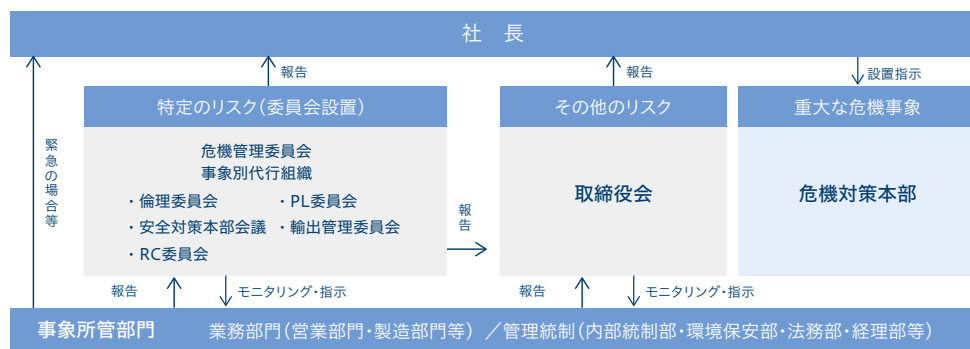 社 長
報告
報告
設置指示
特定のリスク(委員会設置)
その他のリスク
重大な危機事象
緊急の場合等
危機管理委員会
事象別代行組織
・倫理委員会 ・PL委員会
・安全対策本部会議 ・輸出管理委員会
・RC委員会
報告
取締役会
危機対策本部
報告
モニタリング・指示
報告
モニタリング・指示
事象所管部門 業務部門(営業部門・製造部門等)/管理統制(内部統制部・環境保安部・法務部・経理部等)